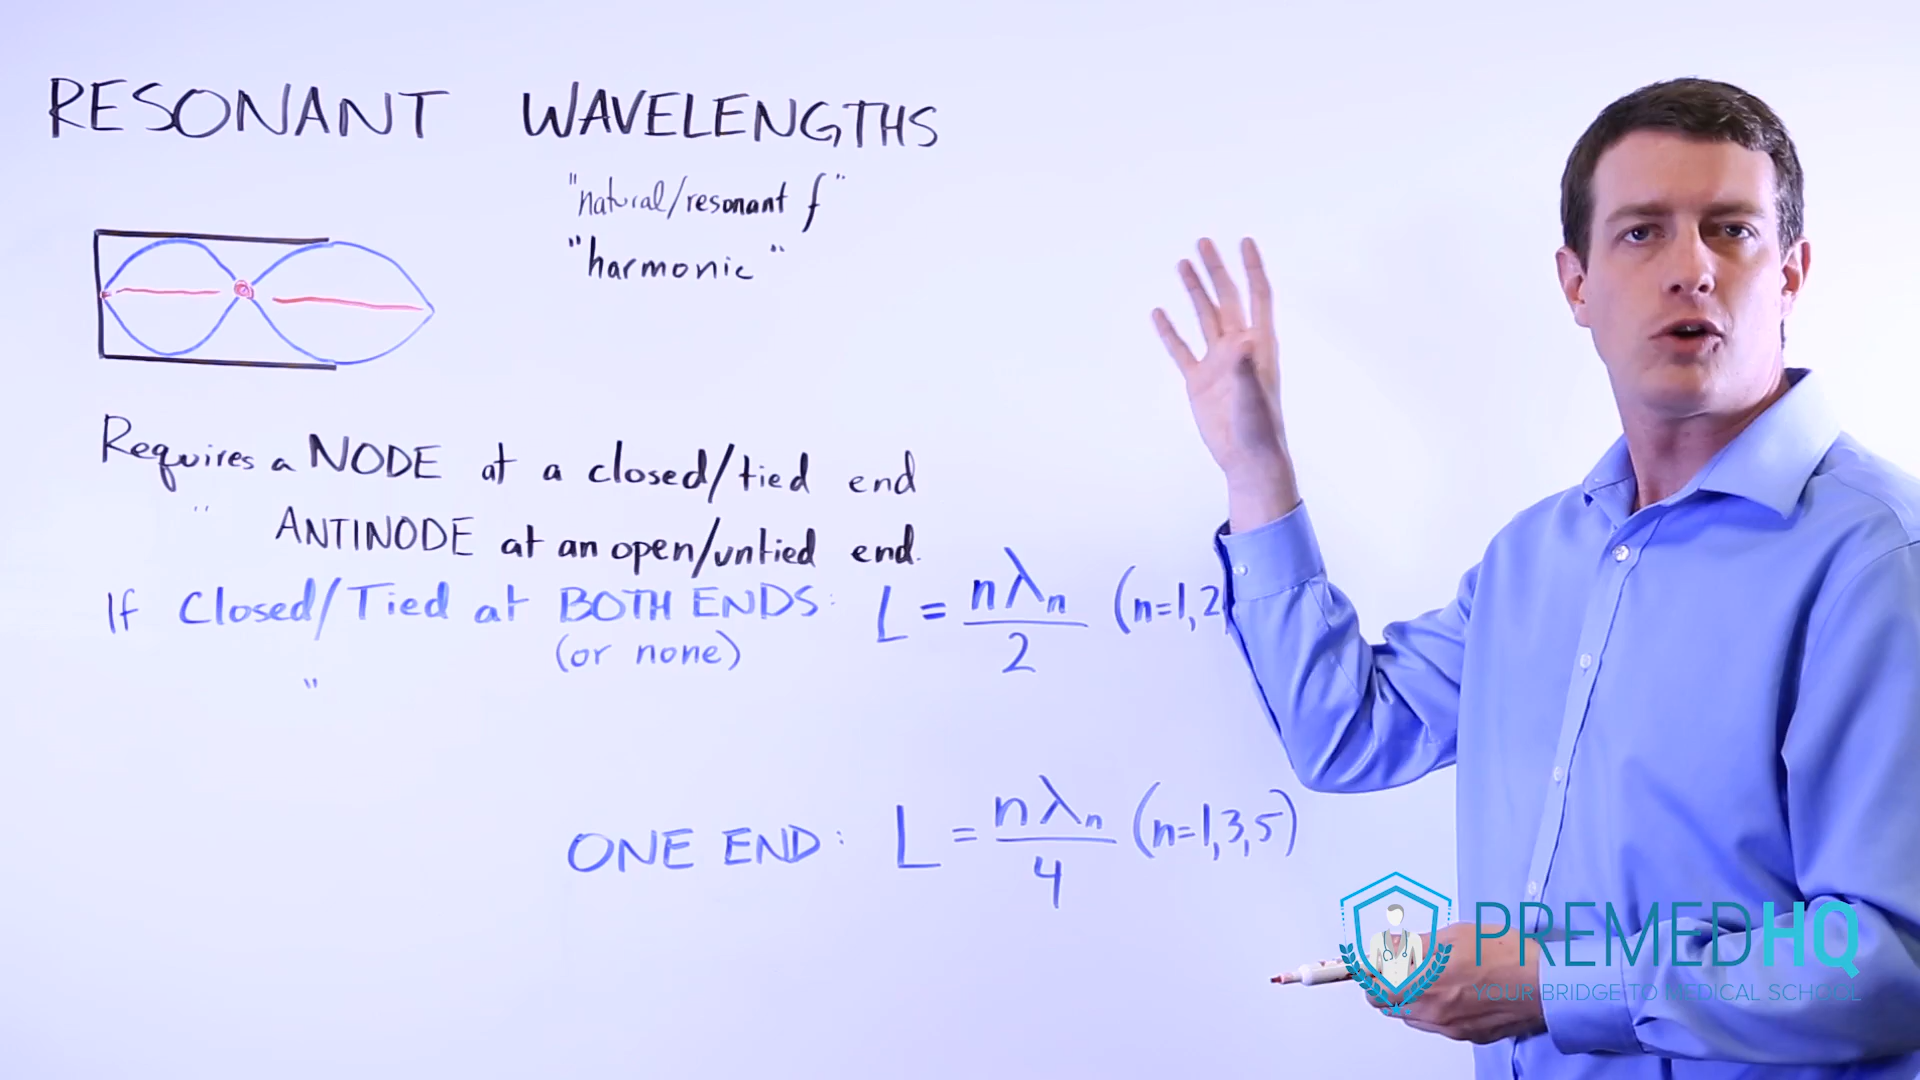 RESONANT WAVELENGTHS
"natural/resonant f"
"harmonic"
Requires a NODE at a closed/tied end
" ANTINODE at an open/untied end.
If Closed/Tied at BOTH ENDS: L = nλn/2 (n=1,2
(or none)
"
ONE END: L = nλn/4 (n=1,3,5)
PREMEDHQ
YOUR BRIDGE TO MEDICAL SCHOOL